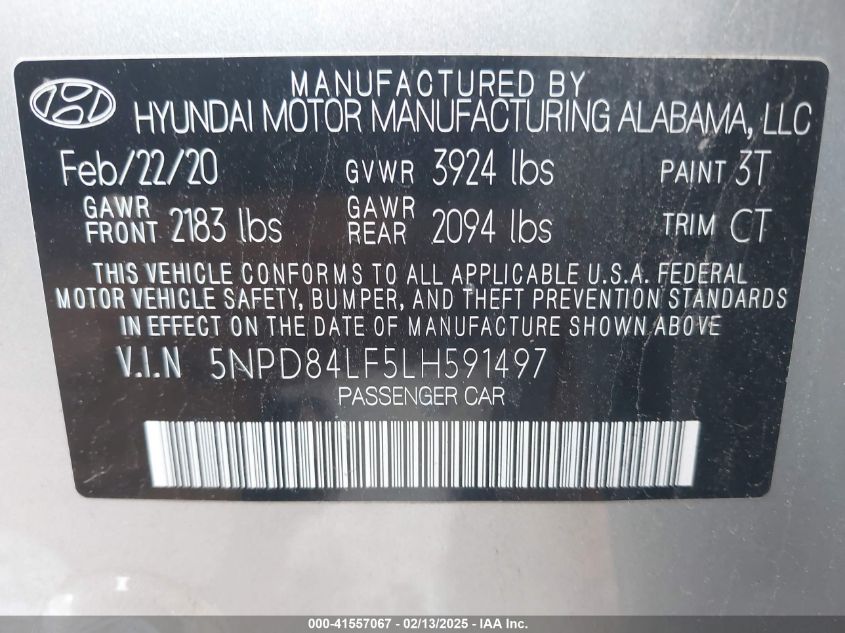 MANUFACTURED BY
HYUNDAI MOTOR MANUFACTURING ALABAMA, LLC
Feb/22/20 GVWR 3924 lbs PAINT 3T
GAWR FRONT 2183 lbs GAWR REAR 2094 lbs TRIM CT
THIS VEHICLE CONFORMS TO ALL APPLICABLE U.S.A. FEDERAL
MOTOR VEHICLE SAFETY, BUMPER, AND THEFT PREVENTION STANDARDS
IN EFFECT ON THE DATE OF MANUFACTURE SHOWN ABOVE
V.I.N 5NPD84LF5LH591497
PASSENGER CAR
000-41557067 - 02/13/2025 - IAA Inc.